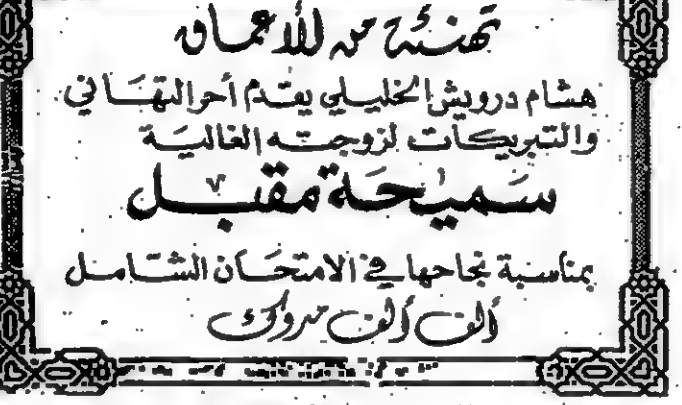 تهنئة من الأعماق
هشام درويش الخليلي يقدم أحر التهاني
والتبريكات لزوجته الغالية
سميحة مقبل
بمناسبة نجاحها في الامتحان الشامل
ألف ألف مبروك